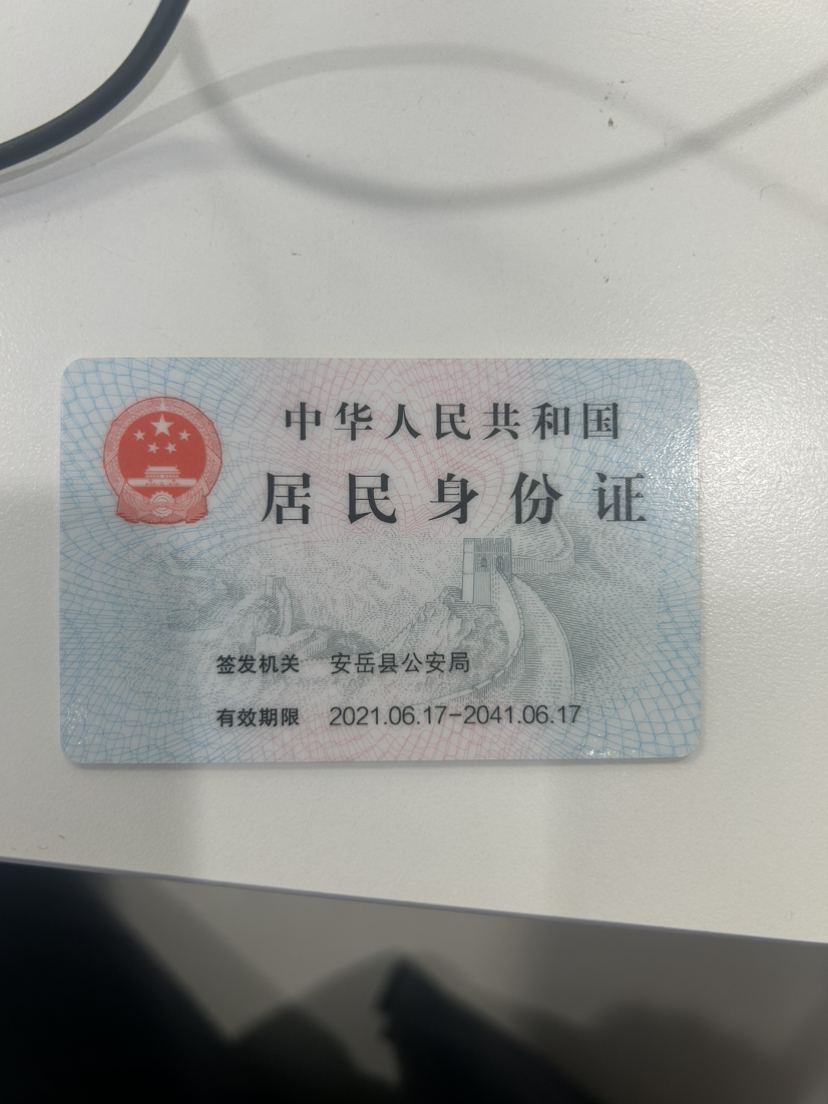 中华人民共和国
居民身份证
签发机关 安岳县公安局
有效期限 2021.06.17-2041.06.17